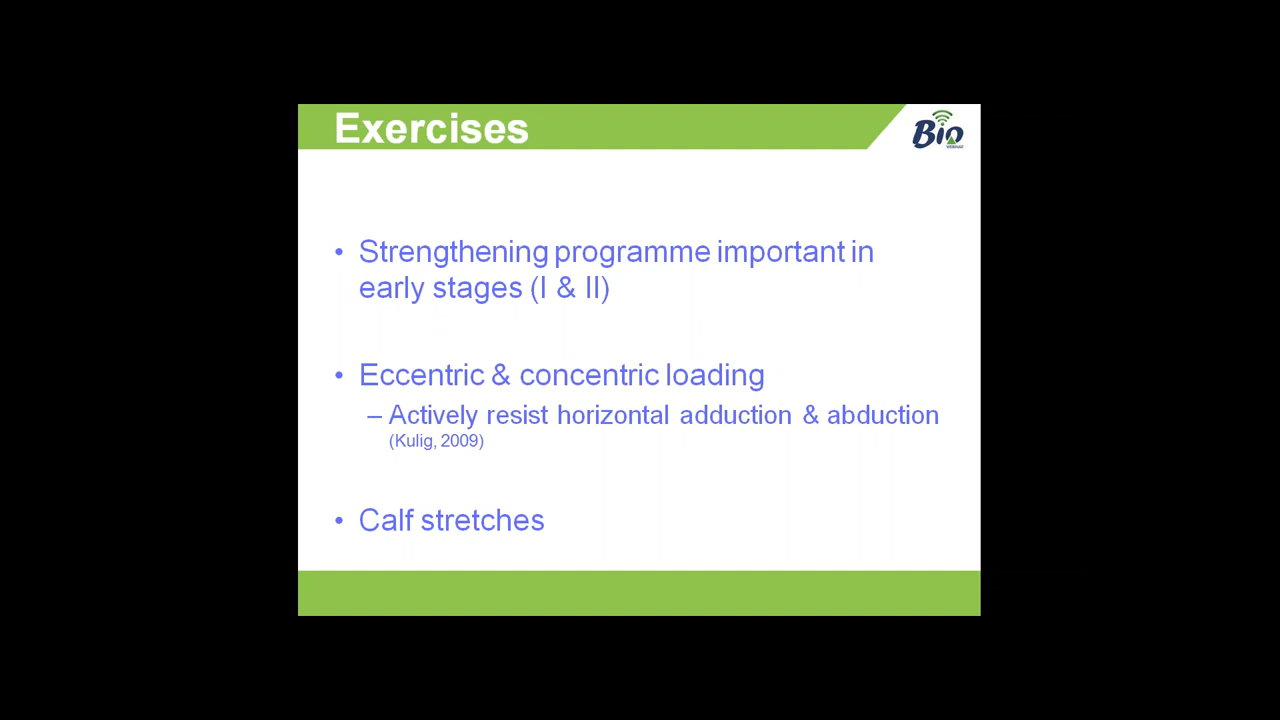 Exercises
Bio
WEBINAR
• Strengthening programme important in
early stages (I & II)
• Eccentric & concentric loading
– Actively resist horizontal adduction & abduction
(Kulig, 2009)
• Calf stretches